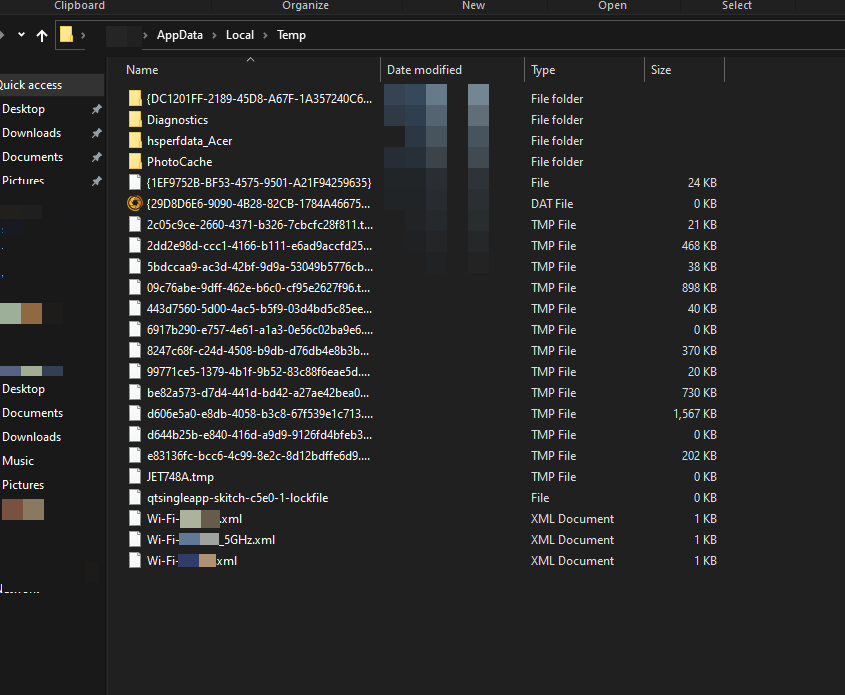 Clipboard Organize New Open Select
AppData Local Temp
Name Date modified Type Size
Quick access
Desktop
Downloads
Documents
Pictures
{DC1201FF-2189-45D8-A67F-1A357240C6... File folder
Diagnostics File folder
hsperfdata_Acer File folder
PhotoCache File folder
{1EF9752B-BF53-4575-9501-A21F94259635} File 24 KB
{29D8D6E6-9090-4B28-82CB-1784A46675... DAT File 0 KB
2c05c9ce-2660-4371-b326-7cbcfc28f811.t... TMP File 21 KB
2dd2e98d-ccc1-4166-b111-e6ad9accfd25... TMP File 468 KB
5bdccaa9-ac3d-42bf-9d9a-53049b5776cb... TMP File 38 KB
09c76abe-9dff-462e-b6c0-cf95e2627f96.t... TMP File 898 KB
443d7560-5d00-4ac5-b5f9-03d4bd5c85ee... TMP File 40 KB
6917b290-e757-4e61-a1a3-0e56c02ba9e6.... TMP File 0 KB
8247c68f-c24d-4508-b9db-d76db4e8b3b... TMP File 370 KB
99771ce5-1379-4b1f-9b52-83c88f6eae5d.... TMP File 20 KB
be82a573-d7d4-441d-bd42-a27ae42bea0... TMP File 730 KB
d606e5a0-e8db-4058-b3c8-67f539e1c713.... TMP File 1,567 KB
d644b25b-e840-416d-a9d9-9126fd4bfeb3... TMP File 0 KB
e83136fc-bcc6-4c99-8e2c-8d12bdffe6d9.... TMP File 202 KB
JET748A.tmp TMP File 0 KB
qtsingleapp-skitch-c5e0-1-lockfile File 0 KB
Wi-Fi- .xml XML Document 1 KB
Wi-Fi- _5GHz.xml XML Document 1 KB
Wi-Fi- xml XML Document 1 KB
Desktop
Documents
Downloads
Music
Pictures